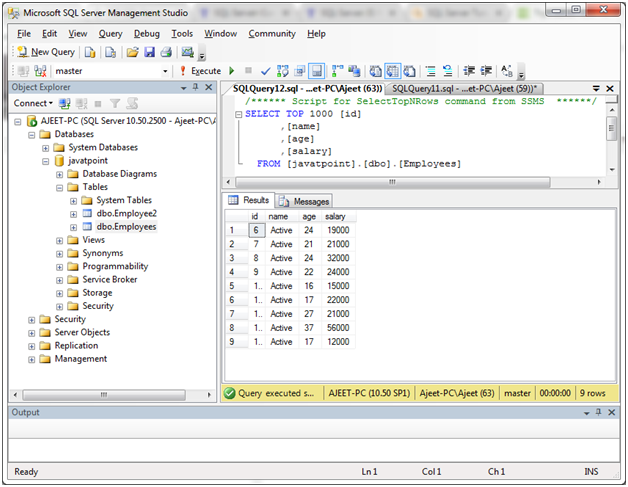 Microsoft SQL Server Management Studio
File Edit View Query Debug Tools Window Community Help
New Query
master Execute
Object Explorer
Connect
AJEET-PC (SQL Server 10.50.2500 - Ajeet-P
Databases
System Databases
javatpoint
Database Diagrams
Tables
System Tables
dbo.Employee2
dbo.Employees
Views
Synonyms
Programmability
Service Broker
Storage
Security
Security
Server Objects
Replication
Management
SQLQuery12.sql - ...et-PC\Ajeet (63)) SQLQuery11.sql - ...et-PC\Ajeet (59))*
/****** Script for SelectTopNRows command from SSMS ******/
SELECT TOP 1000 [id]
,[name]
,[age]
,[salary]
FROM [javatpoint].[dbo].[Employees]
Results Messages
id name age salary
1 6 Active 24 19000
2 7 Active 21 21000
3 8 Active 24 32000
4 9 Active 22 24000
5 1.. Active 16 15000
6 1.. Active 17 22000
7 1.. Active 27 21000
8 1.. Active 37 56000
9 1.. Active 17 12000
Query executed s... AJEET-PC (10.50 SP1) Ajeet-PC\Ajeet (63) master 00:00:00 9 rows
Output
Ready Ln 1 Col 1 Ch 1 INS